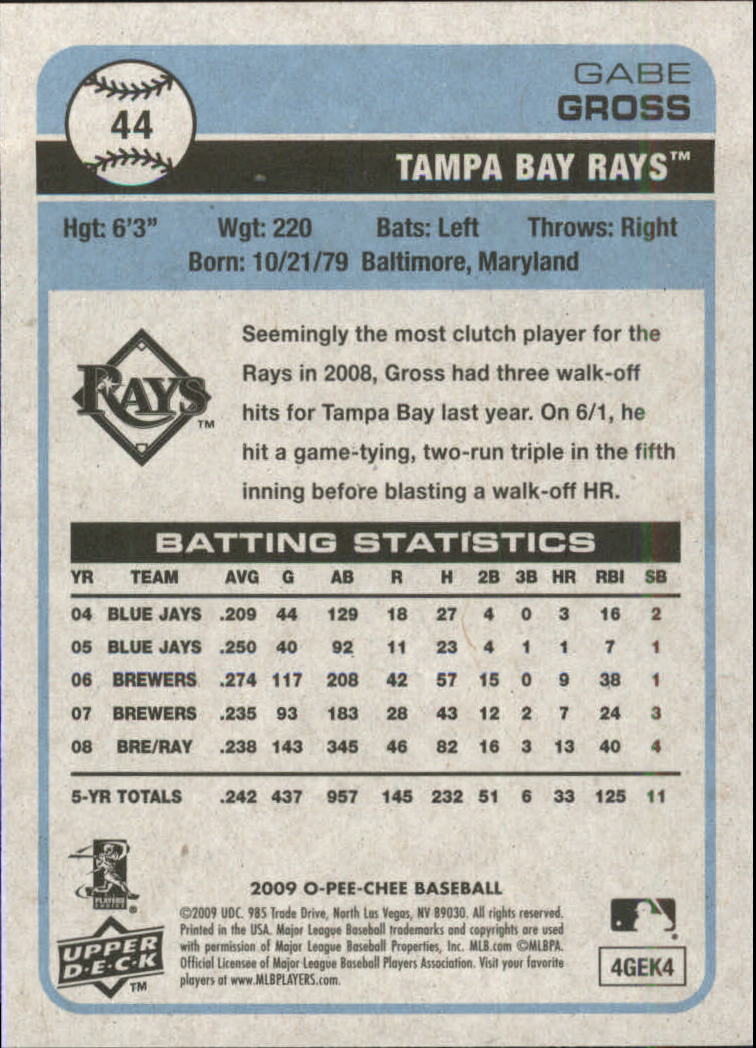 44
GABE
GROSS
TAMPA BAY RAYS™
Hgt: 6'3" Wgt: 220 Bats: Left Throws: Right
Born: 10/21/79 Baltimore, Maryland
RAYS™
Seemingly the most clutch player for the
Rays in 2008, Gross had three walk-off
hits for Tampa Bay last year. On 6/1, he
hit a game-tying, two-run triple in the fifth
inning before blasting a walk-off HR.
BATTING STATISTICS
YR TEAM AVG G AB R H 2B 3B HR RBI SB
04 BLUE JAYS .209 44 129 18 27 4 0 3 16 2
05 BLUE JAYS .250 40 92 11 23 4 1 1 7 1
06 BREWERS .274 117 208 42 57 15 0 9 38 1
07 BREWERS .235 93 183 28 43 12 2 7 24 3
08 BRE/RAY .238 143 345 46 82 16 3 13 40 4
5-YR TOTALS .242 437 957 145 232 51 6 33 125 11
PLAYERS
CHOICE®
2009 O-PEE-CHEE BASEBALL
©2009 UDC. 985 Trade Drive, North Las Vegas, NV 89030. All rights reserved.
Printed in the USA. Major League Baseball trademarks and copyrights are used
with permission of Major League Baseball Properties, Inc. MLB.com ©MLBPA.
Official Licensee of Major League Baseball Players Association. Visit your favorite
players at www.MLBPLAYERS.com.
UPPER
D·E·C·K
™
4GEK4